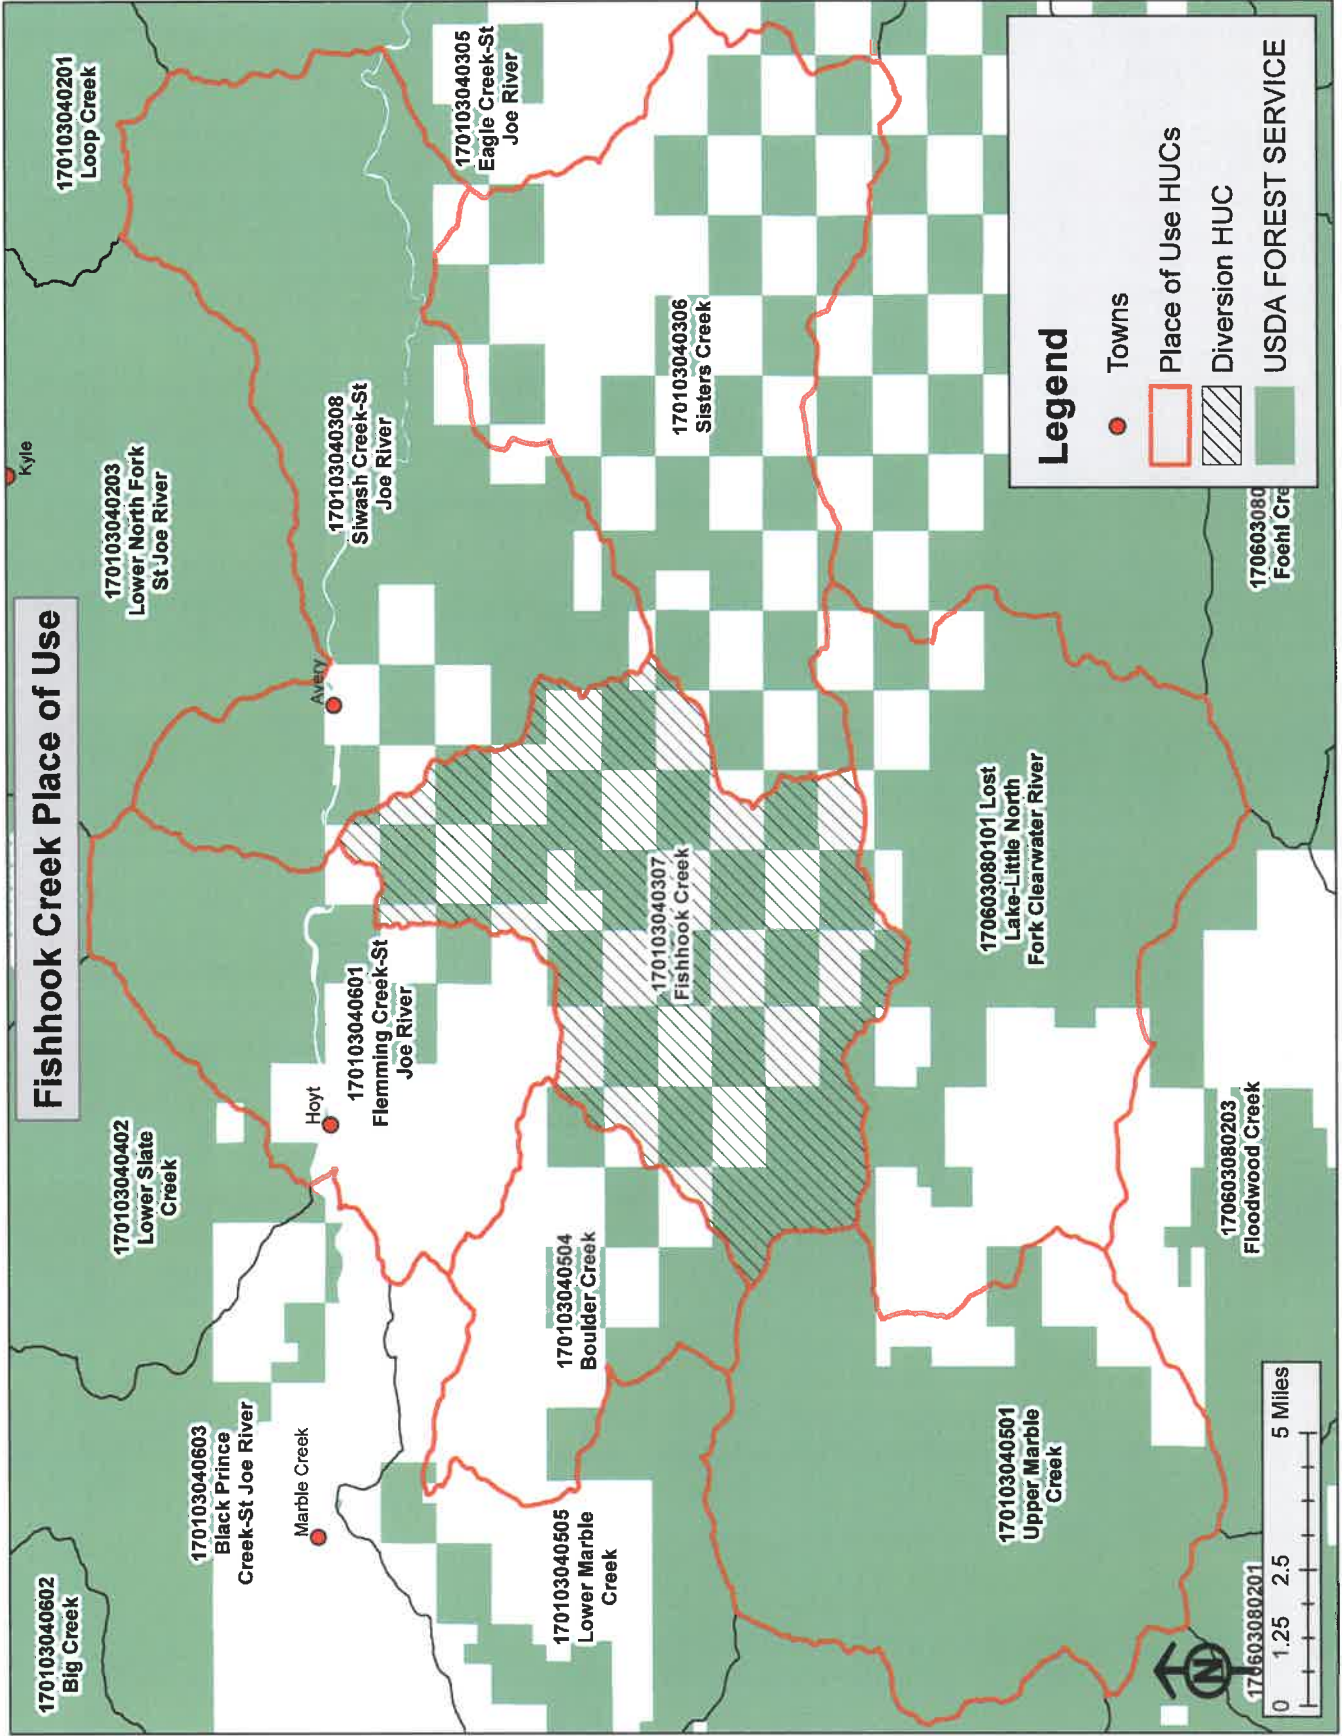 Fishhook Creek Place of Use
170103040602
Big Creek
170103040603
Black Prince
Creek-St Joe River
Marble Creek
170103040402
Lower Slate
Creek
Hoyt
170103040601
Flemming Creek-St
Joe River
Avery
170103040203
Lower North Fork
St Joe River
Kyle
170103040308
Siwash Creek-St
Joe River
170103040201
Loop Creek
170103040305
Eagle Creek-St
Joe River
170103040505
Lower Marble
Creek
170103040504
Boulder Creek
170103040307
Fishhook Creek
170103040306
Sisters Creek
170103040501
Upper Marble
Creek
170603080101 Lost
Lake-Little North
Fork Clearwater River
170603080201
170603080203
Floodwood Creek
170603080
Foehl Cre
N
0 1.25 2.5 5 Miles
Legend
Towns
Place of Use HUCs
Diversion HUC
USDA FOREST SERVICE